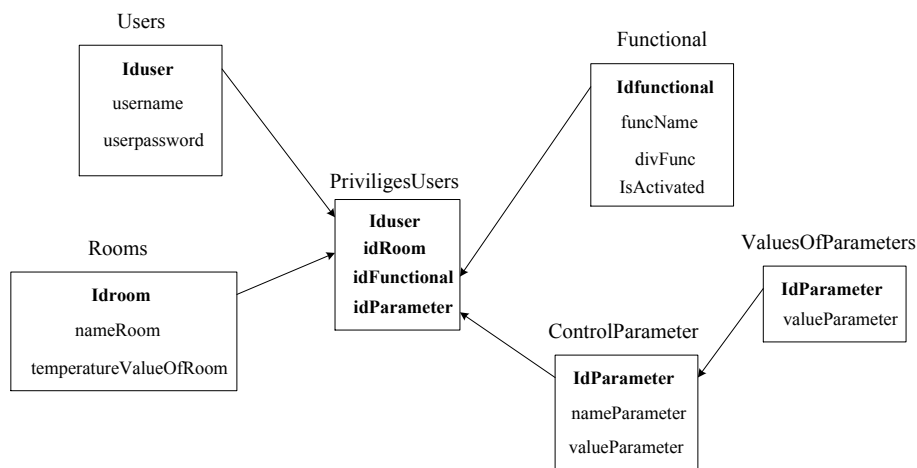 Users
Iduser
username
userpassword
Functional
Idfunctional
funcName
divFunc
IsActivated
PriviligesUsers
Iduser
idRoom
idFunctional
idParameter
Rooms
Idroom
nameRoom
temperatureValueOfRoom
ValuesOfParameters
IdParameter
valueParameter
ControlParameter
IdParameter
nameParameter
valueParameter